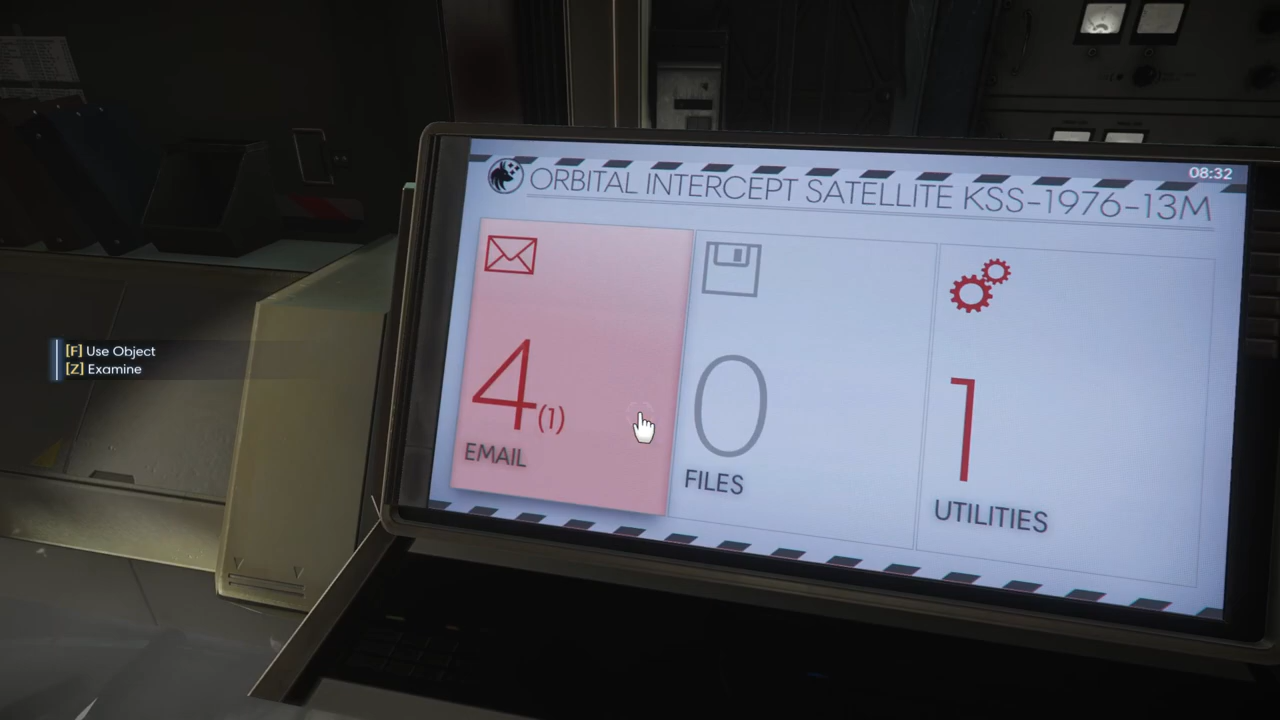 08:32
ORBITAL INTERCEPT SATELLITE KSS-1976-13M
4(1)
EMAIL
0
FILES
1
UTILITIES
[F] Use Object
[Z] Examine